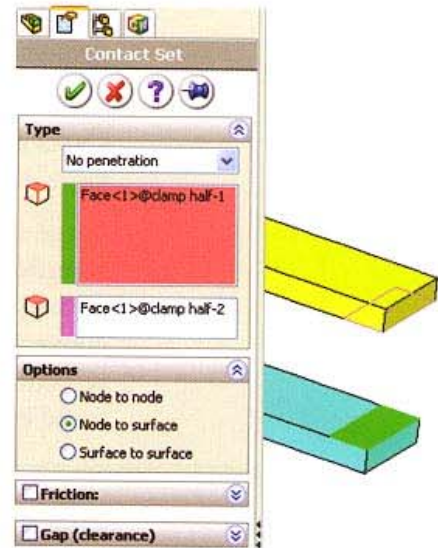 Contact Set
?
Type
No penetration
Face<1>@clamp half-1
Face<1>@clamp half-2
Options
Node to node
Node to surface
Surface to surface
Friction:
Gap (clearance)